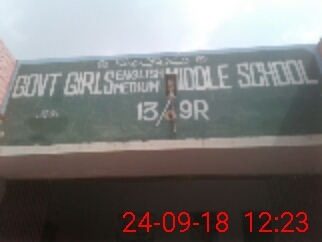 GOVT GIRLS ENGLISH MEDIUM MIDDLE SCHOOL
13/9R
24-09-18 12:23